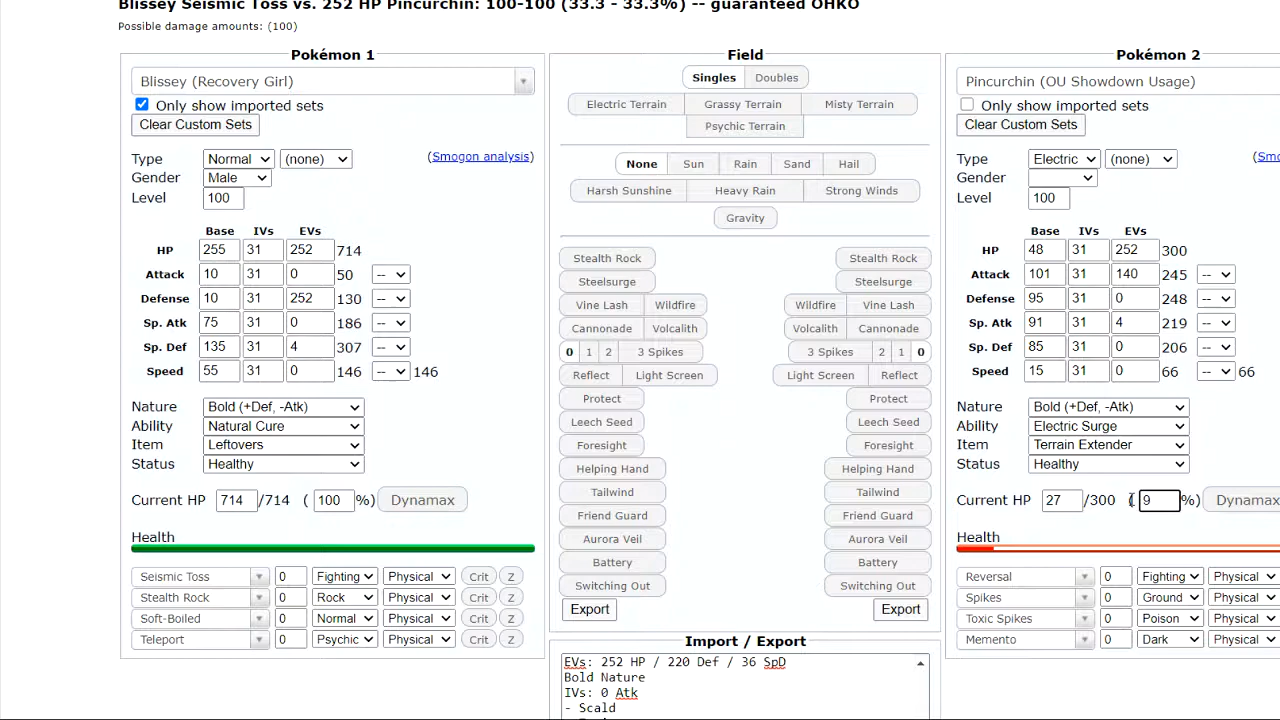 Blissey Seismic Toss vs. 252 HP Pincurchin: 100-100 (33.3 - 33.3%) -- guaranteed OHKO
Possible damage amounts: (100)
Pokémon 1
Blissey (Recovery Girl)
Only show imported sets
Clear Custom Sets
Type Normal (none) (Smogon analysis)
Gender Male
Level 100
Base IVs EVs
HP 255 31 252 714
Attack 10 31 0 50 --
Defense 10 31 252 130 --
Sp. Atk 75 31 0 186 --
Sp. Def 135 31 4 307 --
Speed 55 31 0 146 -- 146
Nature Bold (+Def, -Atk)
Ability Natural Cure
Item Leftovers
Status Healthy
Current HP 714 /714 ( 100 %) Dynamax
Health
Seismic Toss 0 Fighting Physical Crit Z
Stealth Rock 0 Rock Physical Crit Z
Soft-Boiled 0 Normal Physical Crit Z
Teleport 0 Psychic Physical Crit Z
Field
Singles Doubles
Electric Terrain Grassy Terrain Misty Terrain
Psychic Terrain
None Sun Rain Sand Hail
Harsh Sunshine Heavy Rain Strong Winds
Gravity
Stealth Rock Stealth Rock
Steelsurge Steelsurge
Vine Lash Wildfire Wildfire Vine Lash
Cannonade Volcalith Volcalith Cannonade
0 1 2 3 Spikes 3 Spikes 2 1 0
Reflect Light Screen Light Screen Reflect
Protect Protect
Leech Seed Leech Seed
Foresight Foresight
Helping Hand Helping Hand
Tailwind Tailwind
Friend Guard Friend Guard
Aurora Veil Aurora Veil
Battery Battery
Switching Out Switching Out
Export Export
Import / Export
EVs: 252 HP / 220 Def / 36 SpD
Bold Nature
IVs: 0 Atk
- Scald
Pokémon 2
Pincurchin (OU Showdown Usage)
Only show imported sets
Clear Custom Sets
Type Electric (none) (Smo
Gender
Level 100
Base IVs EVs
HP 48 31 252 300
Attack 101 31 140 245 --
Defense 95 31 0 248 --
Sp. Atk 91 31 4 219 --
Sp. Def 85 31 0 206 --
Speed 15 31 0 66 -- 66
Nature Bold (+Def, -Atk)
Ability Electric Surge
Item Terrain Extender
Status Healthy
Current HP 27 /300 ( 9 %) Dynamax
Health
Reversal 0 Fighting Physical
Spikes 0 Ground Physical
Toxic Spikes 0 Poison Physical
Memento 0 Dark Physical